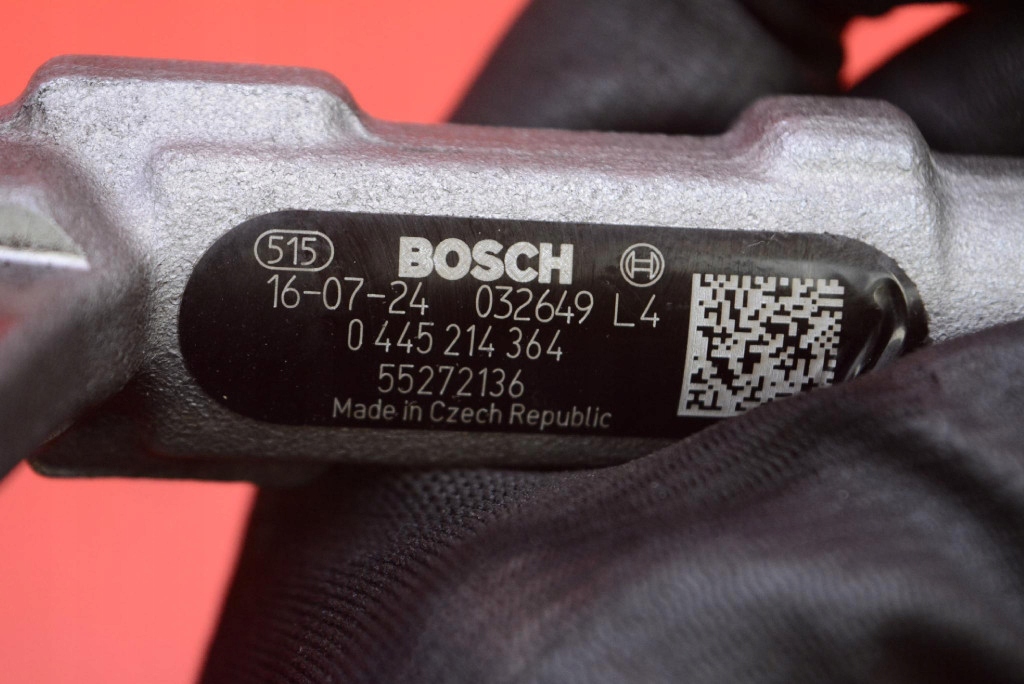 515 BOSCH
16-07-24 032649 L4
0 445 214 364
55272136
Made in Czech Republic